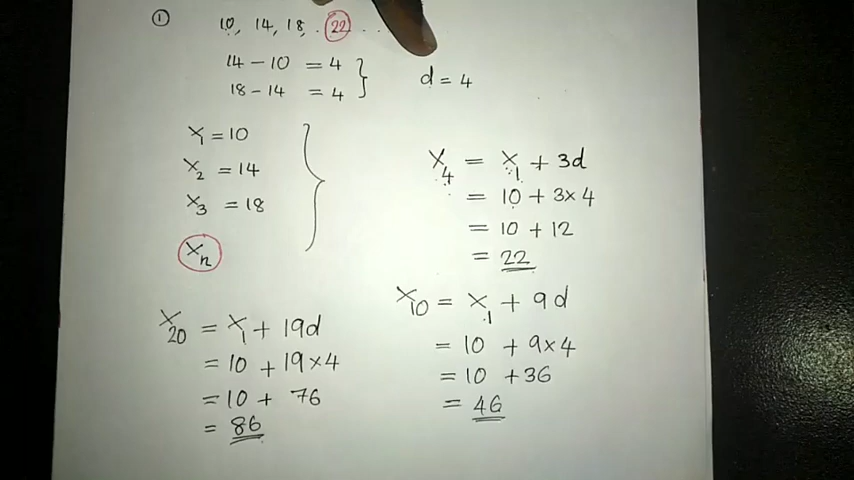 ① 10, 14, 18, . 22 . . .
14 - 10 = 4
18 - 14 = 4
d = 4
x₁ = 10
x₂ = 14
x₃ = 18
xₙ
x₄ = x₁ + 3d
= 10 + 3 × 4
= 10 + 12
= 22
x₂₀ = x₁ + 19d
= 10 + 19 × 4
= 10 + 76
= 86
x₁₀ = x₁ + 9d
= 10 + 9 × 4
= 10 + 36
= 46